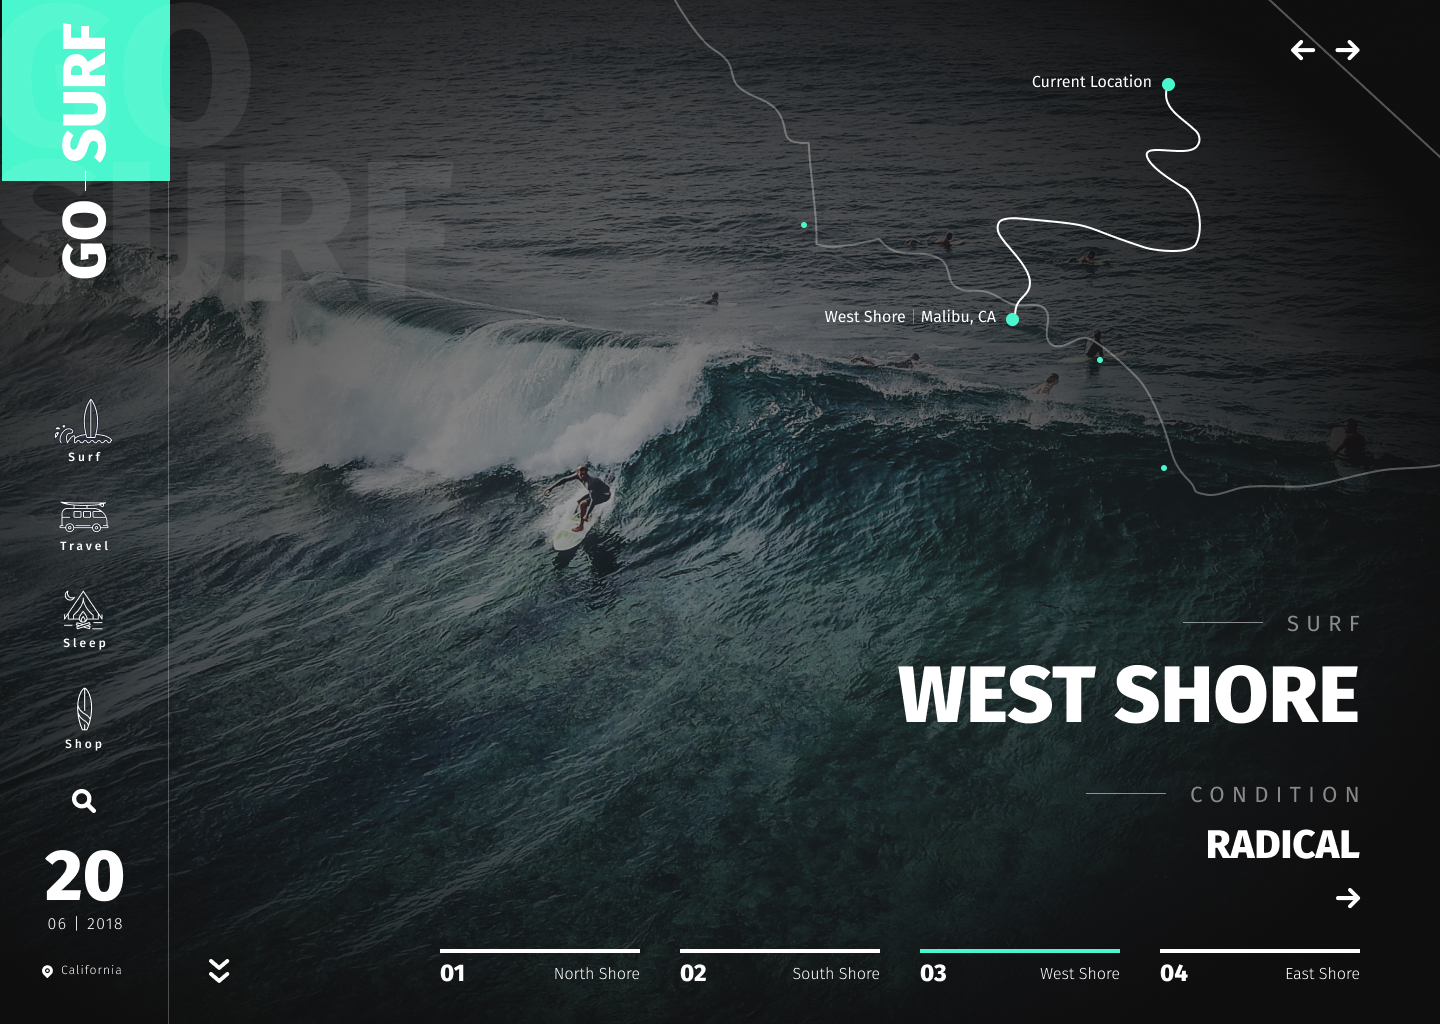 GO SURF
GO
SURF
Surf
Travel
Sleep
Shop
20
06 | 2018
California
Current Location
West Shore | Malibu, CA
SURF
WEST SHORE
CONDITION
RADICAL
01 North Shore
02 South Shore
03 West Shore
04 East Shore